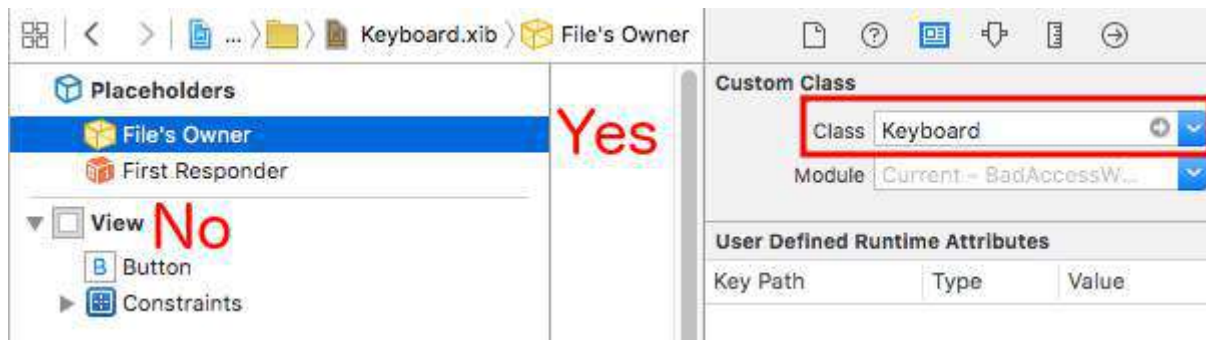 ... Keyboard.xib File's Owner
Placeholders
File's Owner
First Responder
Yes
View
No
B Button
Constraints
Custom Class
Class Keyboard
Module Current - BadAccessW...
User Defined Runtime Attributes
Key Path Type Value